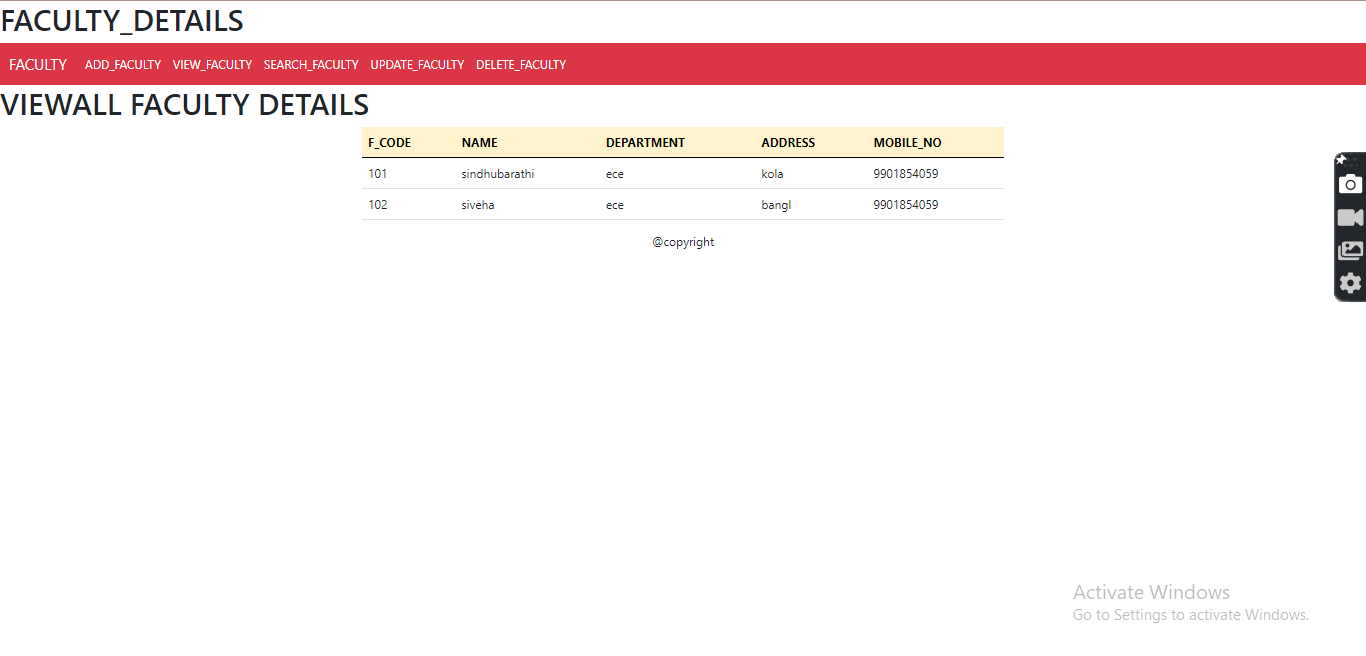 FACULTY_DETAILS
FACULTY ADD_FACULTY VIEW_FACULTY SEARCH_FACULTY UPDATE_FACULTY DELETE_FACULTY
VIEWALL FACULTY DETAILS
F_CODE NAME DEPARTMENT ADDRESS MOBILE_NO
101 sindhubarathi ece kola 9901854059
102 siveha ece bangl 9901854059
@copyright
Activate Windows
Go to Settings to activate Windows.